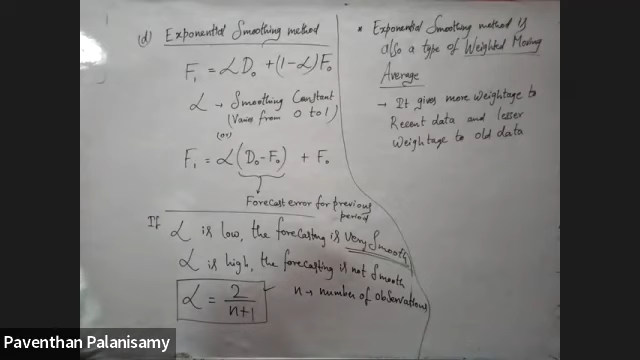 (d) Exponential Smoothing method
F₁ = αD₀ + (1-α)F₀
α → Smoothing Constant
(Varies from 0 to 1)
(or)
F₁ = α(D₀-F₀) + F₀
Forecast error for previous
period
If α is low, the forecasting is very smooth
α is high, the forecasting is not smooth
α = 2/n+1
n → number of observations
* Exponential Smoothing method is
also a type of Weighted Moving
Average
→ It gives more weightage to
Recent data and lesser
weightage to old data
Paventhan Palanisamy